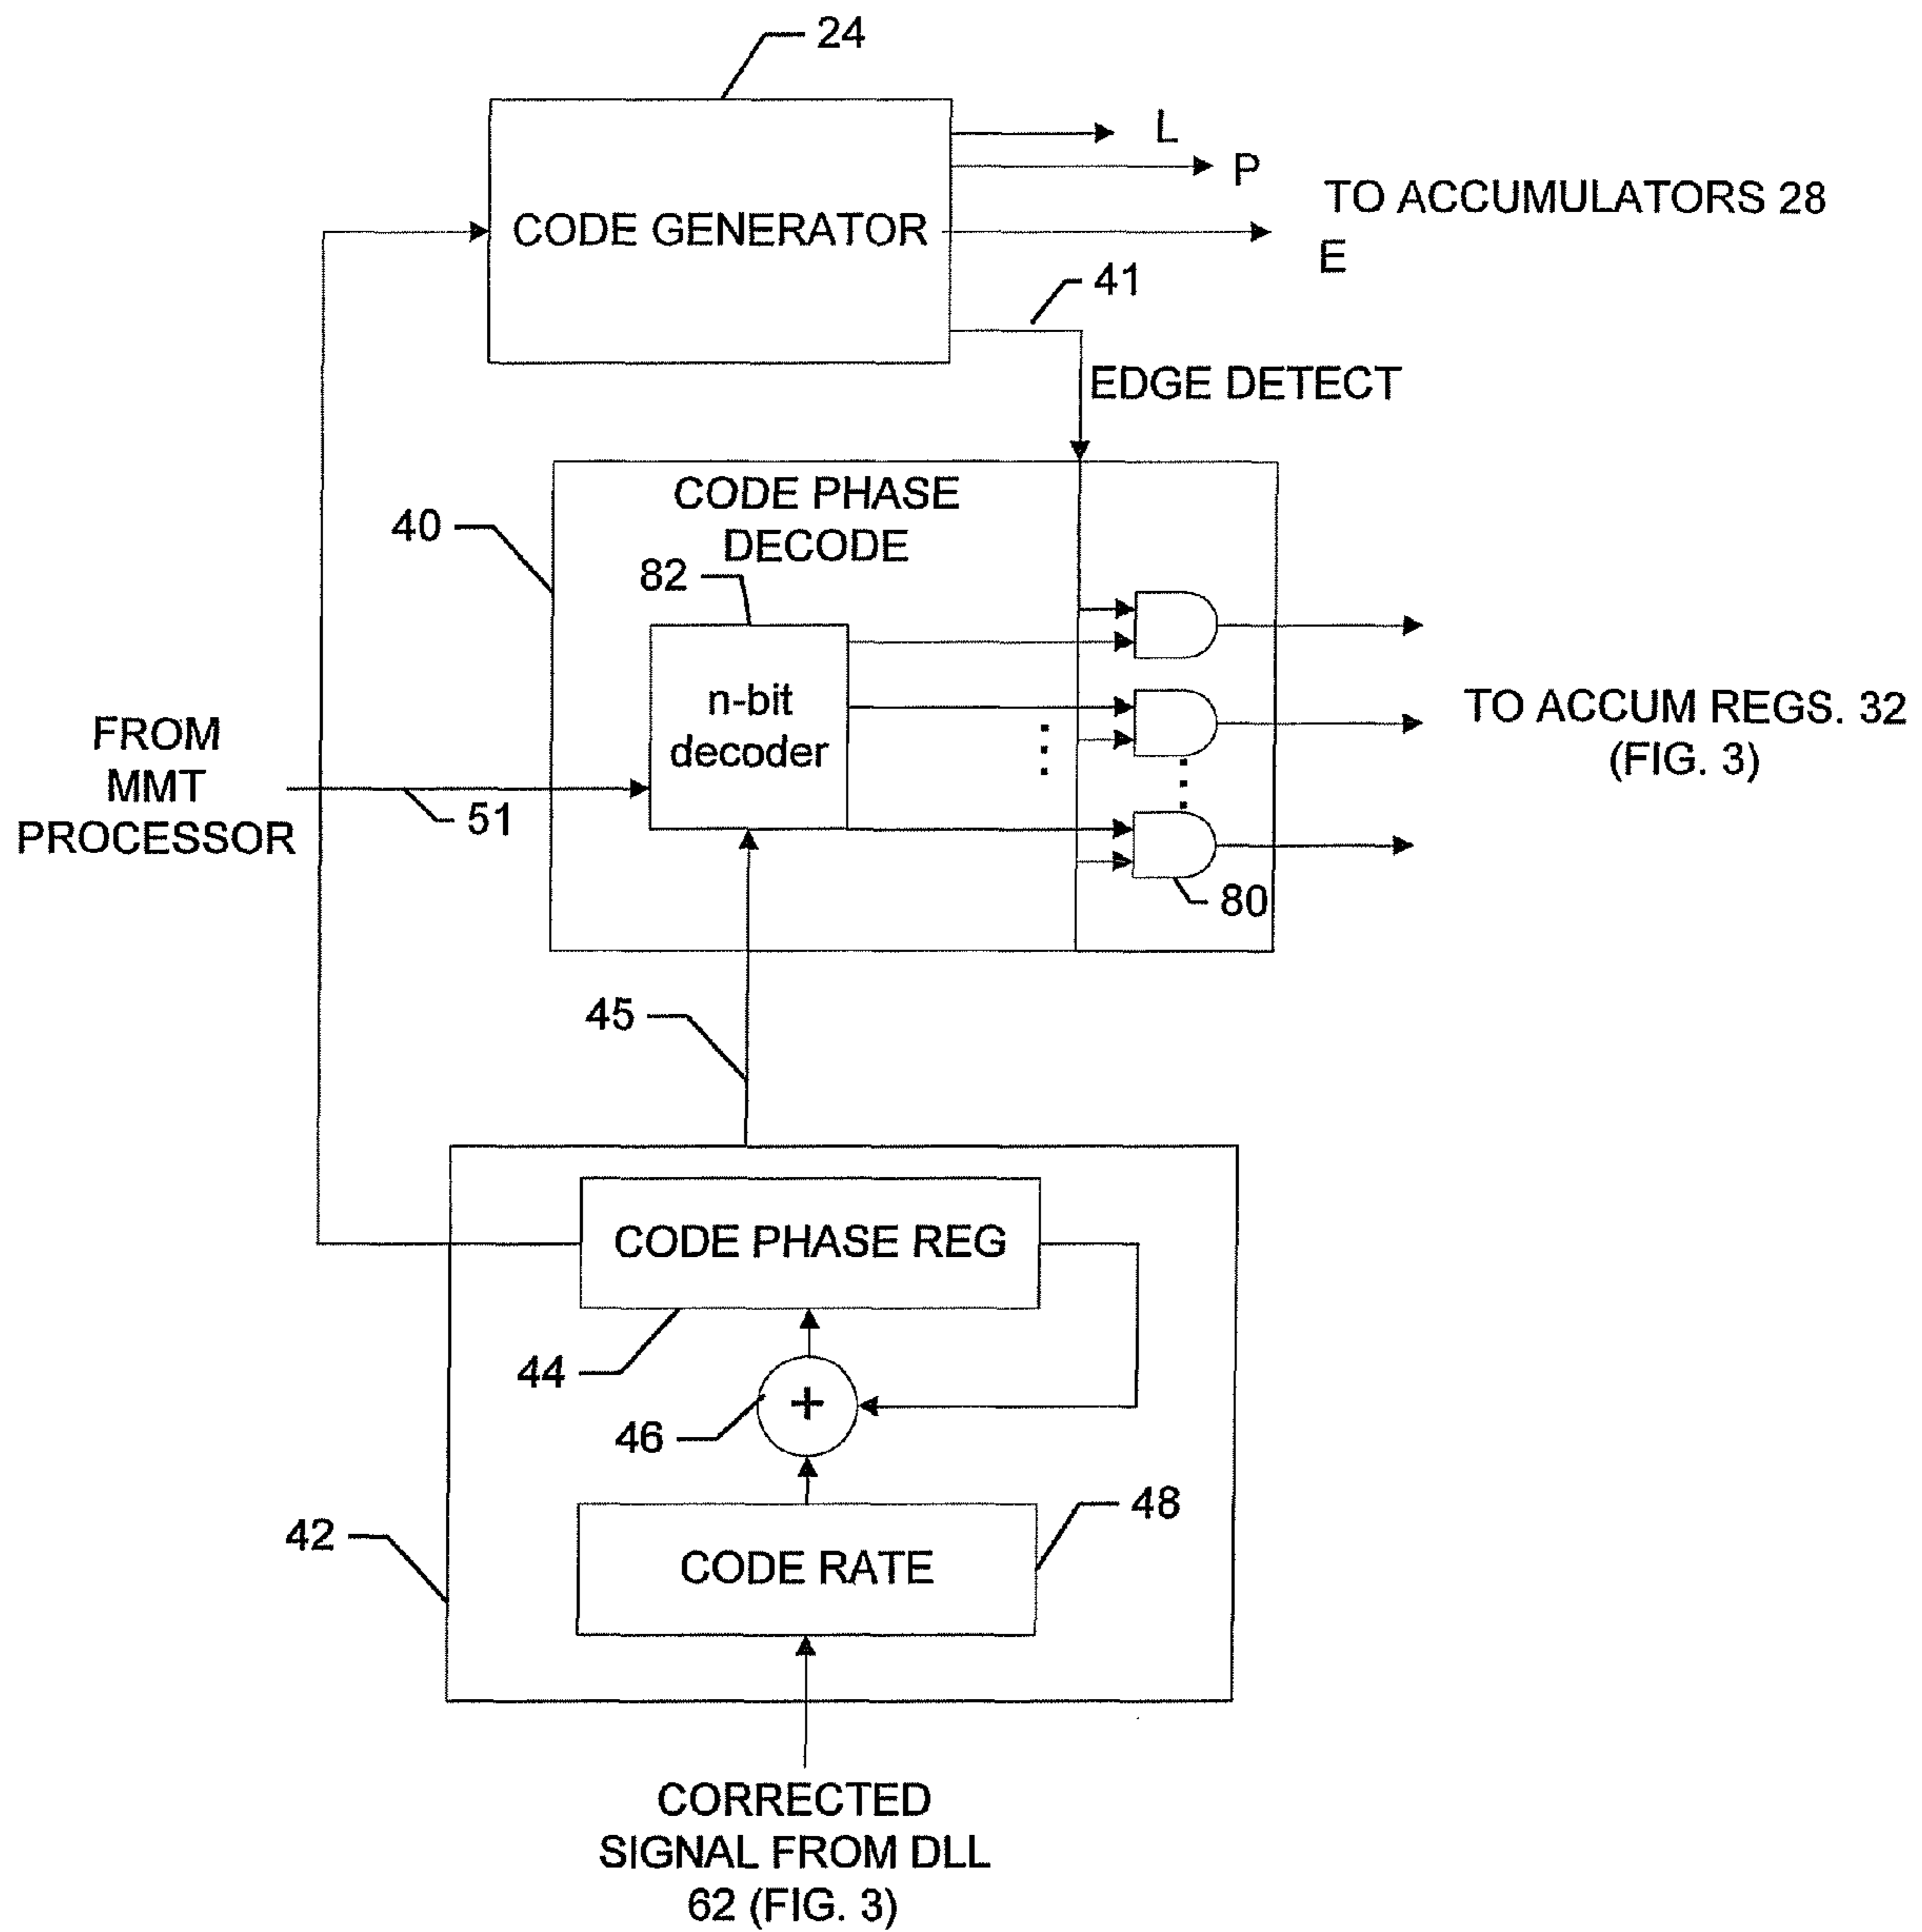 24
L
P
TO ACCUMULATORS 28
CODE GENERATOR
E
41
EDGE DETECT
CODE PHASE
DECODE
40
82
n-bit
decoder
TO ACCUM REGS. 32
(FIG. 3)
FROM
MMT
PROCESSOR
51
80
45
CODE PHASE REG
44
+
46
48
42
CODE RATE
CORRECTED
SIGNAL FROM DLL
62 (FIG. 3)